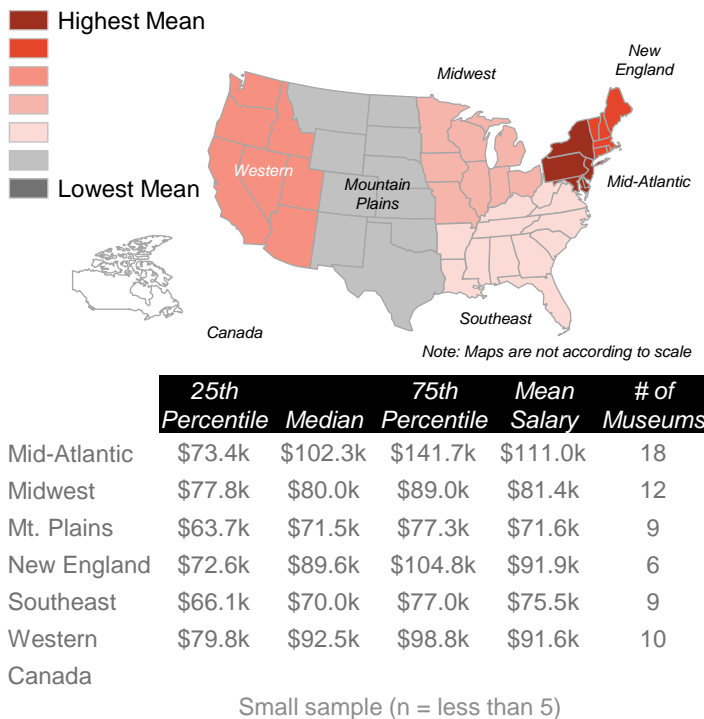 Highest Mean
Lowest Mean
Midwest
New
England
Western
Mountain
Plains
Mid-Atlantic
Canada
Southeast
Note: Maps are not according to scale
25th Percentile Median 75th Percentile Mean Salary # of Museums
Mid-Atlantic $73.4k $102.3k $141.7k $111.0k 18
Midwest $77.8k $80.0k $89.0k $81.4k 12
Mt. Plains $63.7k $71.5k $77.3k $71.6k 9
New England $72.6k $89.6k $104.8k $91.9k 6
Southeast $66.1k $70.0k $77.0k $75.5k 9
Western $79.8k $92.5k $98.8k $91.6k 10
Canada
Small sample (n = less than 5)